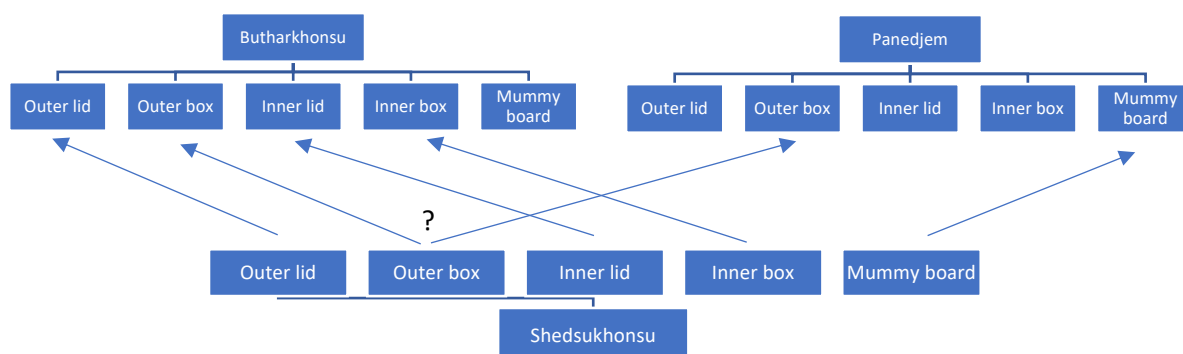 Butharkhonsu
Panedjem
Outer lid
Outer box
Inner lid
Inner box
Mummy
board
Outer lid
Outer box
Inner lid
Inner box
Mummy
board
?
Outer lid
Outer box
Inner lid
Inner box
Mummy board
Shedsukhonsu